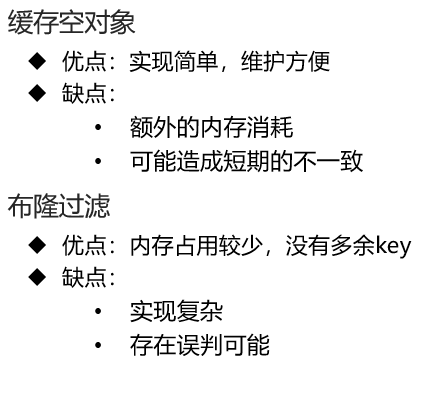 缓存空对象
◆ 优点：实现简单，维护方便
◆ 缺点：
• 额外的内存消耗
• 可能造成短期的不一致
布隆过滤
◆ 优点：内存占用较少，没有多余key
◆ 缺点：
• 实现复杂
• 存在误判可能